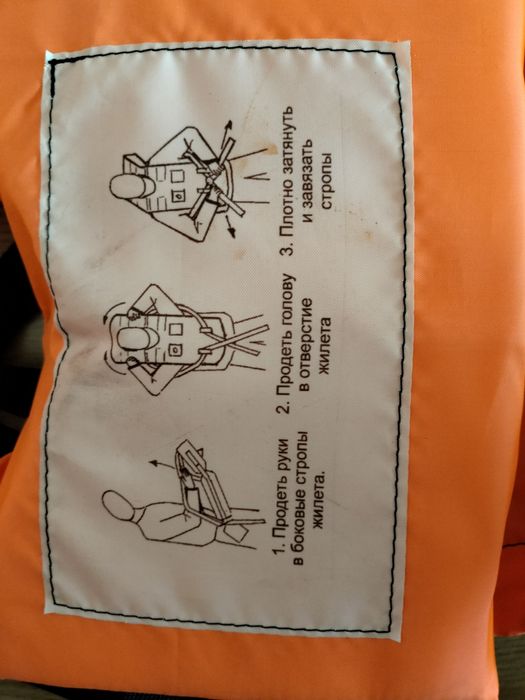 1. Продеть руки
в боковые стропы
жилета.
2. Продеть голову
в отверстие
жилета
3. Плотно затянуть
и завязать
стропы